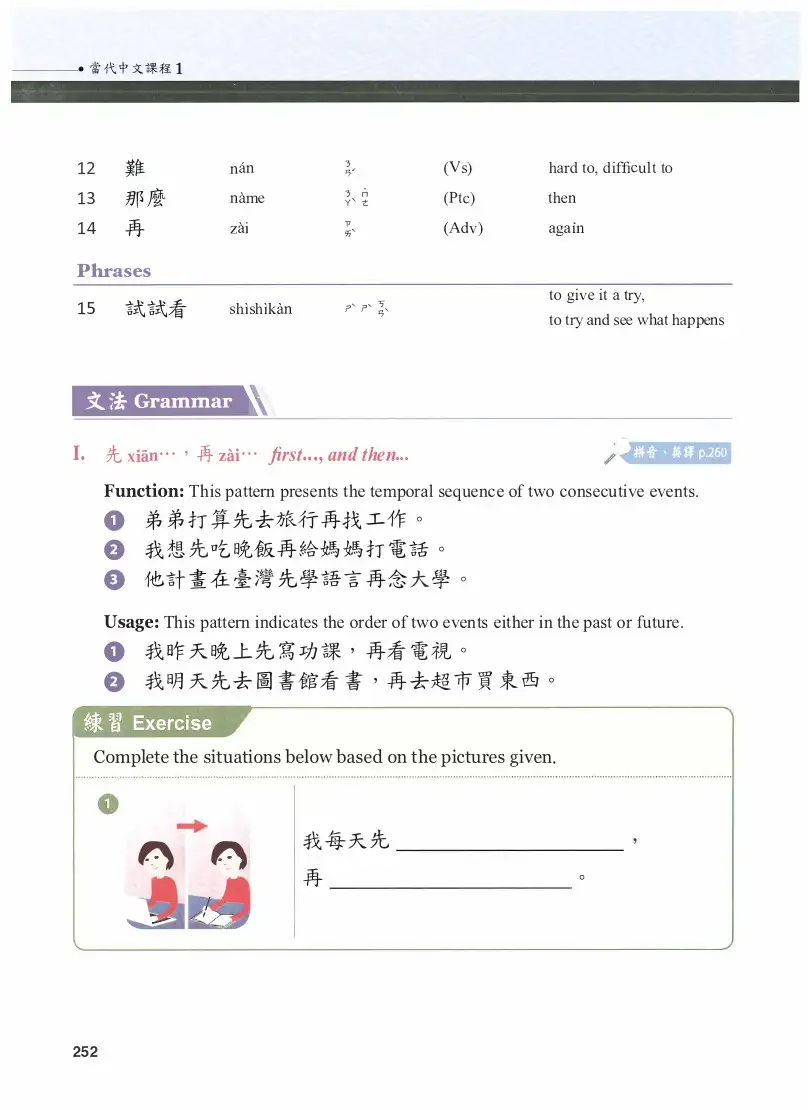 當代中文課程 1
12 難 nán ㄋㄢˊ (Vs) hard to, difficult to
13 那麼 nàme ㄋㄚˋ ˙ㄇㄜ (Ptc) then
14 再 zài ㄗㄞˋ (Adv) again
Phrases
15 試試看 shìshìkàn ㄕˋ ㄕˋ ㄎㄢˋ to give it a try,
to try and see what happens
文法 Grammar
I. 先 xiān⋯,再 zài⋯ first..., and then...
拼音、英譯 p.260
Function: This pattern presents the temporal sequence of two consecutive events.
1 弟弟打算先去旅行再找工作。
2 我想先吃晚飯再給媽媽打電話。
3 他計畫在臺灣先學語言再念大學。
Usage: This pattern indicates the order of two events either in the past or future.
1 我昨天晚上先寫功課,再看電視。
2 我明天先去圖書館看書,再去超市買東西。
練習 Exercise
Complete the situations below based on the pictures given.
1
我每天先 ,
再 。
252